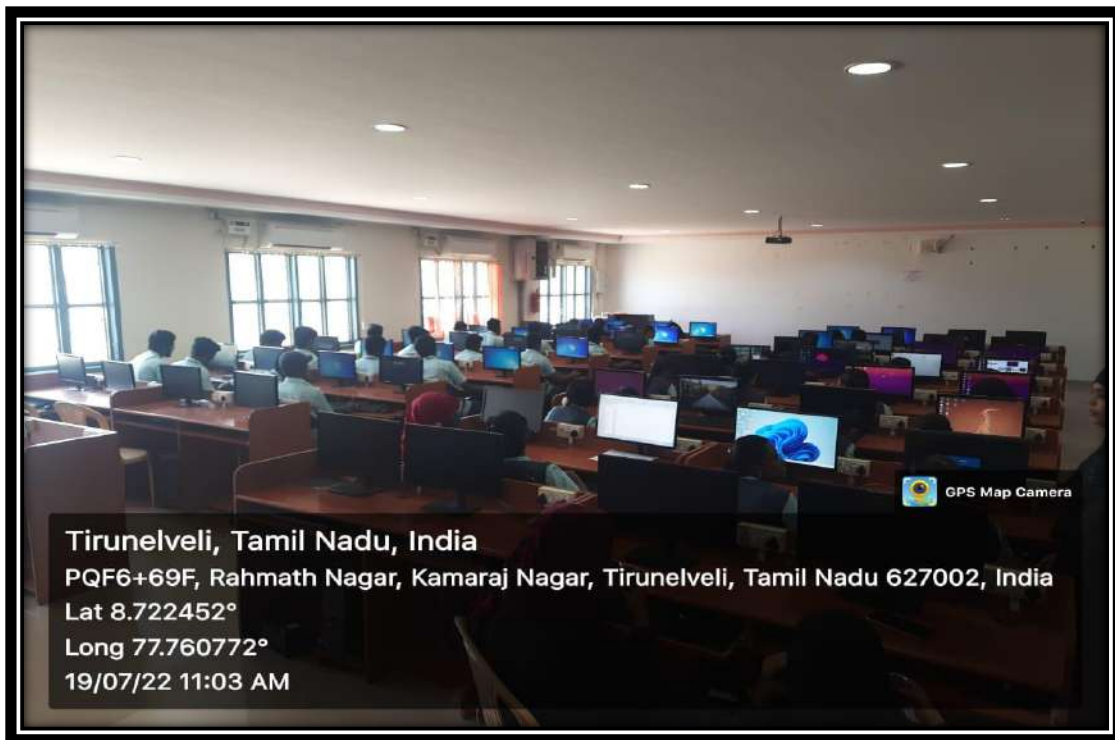 GPS Map Camera
Tirunelveli, Tamil Nadu, India
PQF6+69F, Rahmath Nagar, Kamaraj Nagar, Tirunelveli, Tamil Nadu 627002, India
Lat 8.722452°
Long 77.760772°
19/07/22 11:03 AM